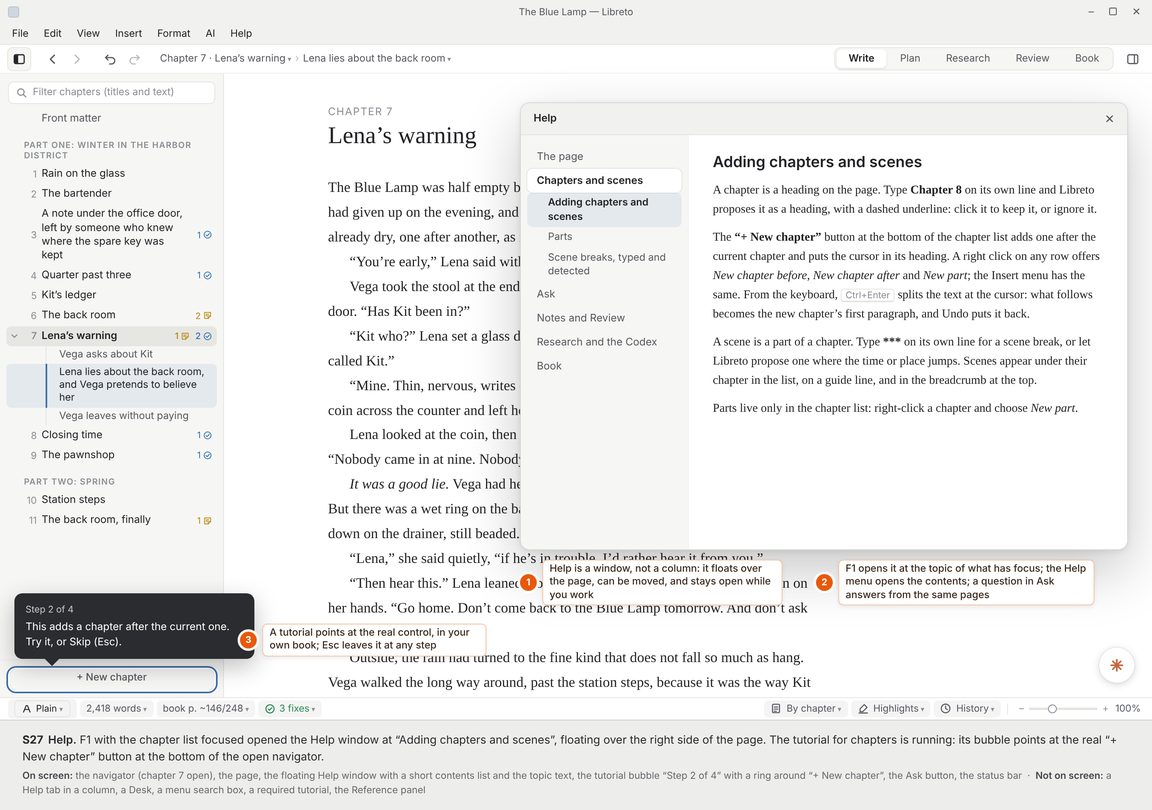 The Blue Lamp — Libreto
File Edit View Insert Format AI Help
Chapter 7 · Lena’s warning › Lena lies about the back room
Write Plan Research Review Book
Filter chapters (titles and text)
Front matter
PART ONE: WINTER IN THE HARBOR
DISTRICT
1 Rain on the glass
2 The bartender
A note under the office door,
left by someone who knew
3 where the spare key was 1
kept
4 Quarter past three 1
5 Kit’s ledger
6 The back room 2
7 Lena’s warning 1 2
Vega asks about Kit
Lena lies about the back room,
and Vega pretends to believe
her
Vega leaves without paying
8 Closing time 1
9 The pawnshop 1
PART TWO: SPRING
10 Station steps
11 The back room, finally 1
Step 2 of 4
This adds a chapter after the current one.
Try it, or Skip (Esc).
+ New chapter
CHAPTER 7
Lena’s warning
The Blue Lamp was half empty b
had given up on the evening, and
already dry, one after another, as
“You’re early,” Lena said with
Vega took the stool at the end
door. “Has Kit been in?”
“Kit who?” Lena set a glass d
called Kit.”
“Mine. Thin, nervous, writes
coin across the counter and left he
Lena looked at the coin, then
“Nobody came in at nine. Nobody
It was a good lie. Vega had he
But there was a wet ring on the ba
down on the drainer, still beaded.
“Lena,” she said quietly, “if he’s in trouble, I’d rather hear it from you.”
“Then hear this.” Lena leaned n on
her hands. “Go home. Don’t come back to the Blue Lamp tomorrow. And don’t ask
Outside, the rain had turned to the fine kind that does not fall so much as hang.
Vega walked the long way around, past the station steps, because it was the way Kit
Help
The page
Chapters and scenes
Adding chapters and
scenes
Parts
Scene breaks, typed and
detected
Ask
Notes and Review
Research and the Codex
Book
Adding chapters and scenes
A chapter is a heading on the page. Type Chapter 8 on its own line and Libreto
proposes it as a heading, with a dashed underline: click it to keep it, or ignore it.
The “+ New chapter” button at the bottom of the chapter list adds one after the
current chapter and puts the cursor in its heading. A right click on any row offers
New chapter before, New chapter after and New part; the Insert menu has the
same. From the keyboard, Ctrl+Enter splits the text at the cursor: what follows
becomes the new chapter’s first paragraph, and Undo puts it back.
A scene is a part of a chapter. Type *** on its own line for a scene break, or let
Libreto propose one where the time or place jumps. Scenes appear under their
chapter in the list, on a guide line, and in the breadcrumb at the top.
Parts live only in the chapter list: right-click a chapter and choose New part.
1
Help is a window, not a column: it floats over
the page, can be moved, and stays open while
you work
2
F1 opens it at the topic of what has focus; the Help
menu opens the contents; a question in Ask
answers from the same pages
3
A tutorial points at the real control, in your
own book; Esc leaves it at any step
A Plain 2,418 words book p. ~146/248 3 fixes By chapter Highlights History − + 100%
S27 Help. F1 with the chapter list focused opened the Help window at “Adding chapters and scenes”, floating over the right side of the page. The tutorial for chapters is running: its bubble points at the real “+
New chapter” button at the bottom of the open navigator.
On screen: the navigator (chapter 7 open), the page, the floating Help window with a short contents list and the topic text, the tutorial bubble “Step 2 of 4” with a ring around “+ New chapter”, the Ask button, the status bar · Not on screen: a
Help tab in a column, a Desk, a menu search box, a required tutorial, the Reference panel